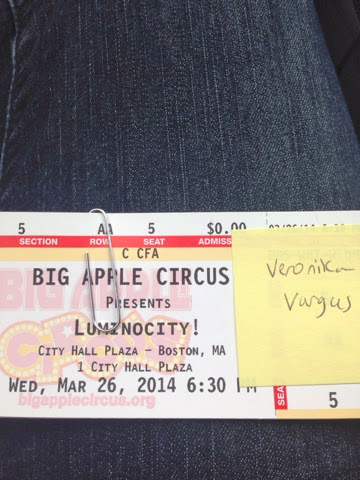 5 AA 5 $0.00
SECTION ROW SEAT ADMISS
C CFA
BIG APPLE CIRCUS
PRESENTS
LUMINOCITY!
CITY HALL PLAZA - BOSTON, MA
1 CITY HALL PLAZA
WED, MAR 26, 2014 6:30 PM
bigapplecircus.org
Veronika
Vargus
SEA
5